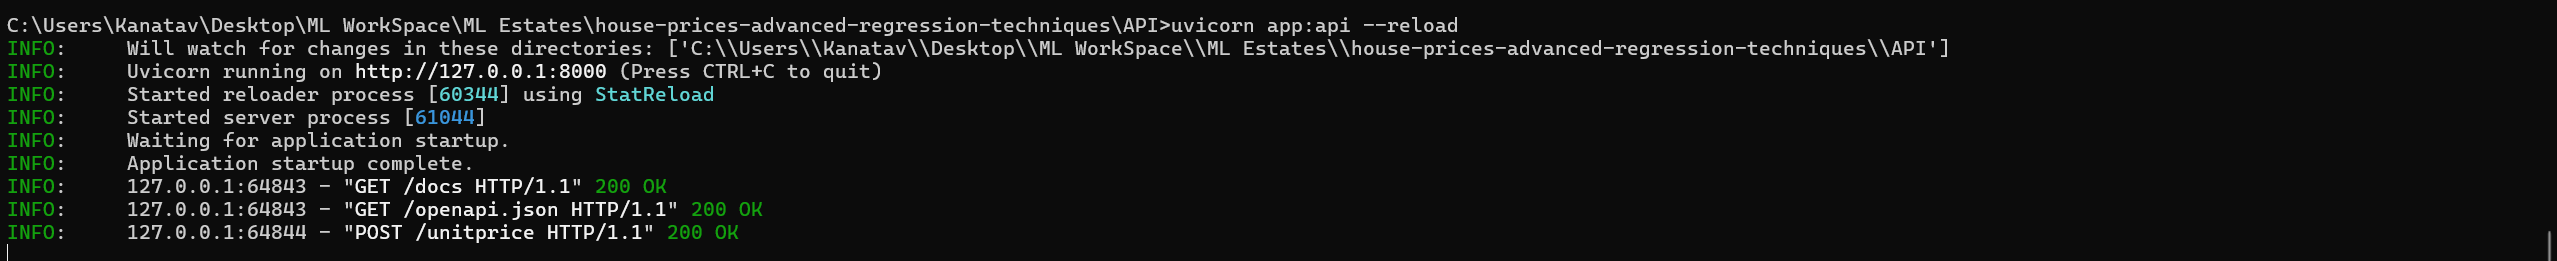 C:\Users\Kanatav\Desktop\ML WorkSpace\ML Estates\house-prices-advanced-regression-techniques\API>uvicorn app:api --reload
INFO:     Will watch for changes in these directories: ['C:\\Users\\Kanatav\\Desktop\\ML WorkSpace\\ML Estates\\house-prices-advanced-regression-techniques\\API']
INFO:     Uvicorn running on http://127.0.0.1:8000 (Press CTRL+C to quit)
INFO:     Started reloader process [60344] using StatReload
INFO:     Started server process [61044]
INFO:     Waiting for application startup.
INFO:     Application startup complete.
INFO:     127.0.0.1:64843 - "GET /docs HTTP/1.1" 200 OK
INFO:     127.0.0.1:64843 - "GET /openapi.json HTTP/1.1" 200 OK
INFO:     127.0.0.1:64844 - "POST /unitprice HTTP/1.1" 200 OK